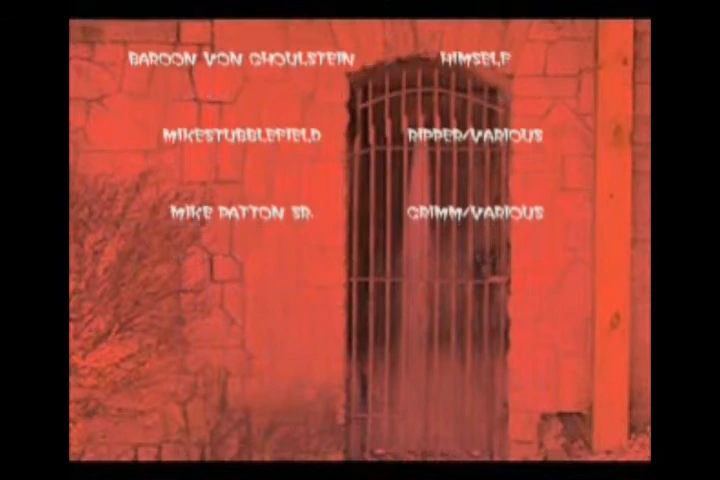 BAROON VON GHOULSTEIN HIMSELF
MIKESTUBBLEFIELD RIPPER/VARIOUS
MIKE PATTON SR. GRIMM/VARIOUS